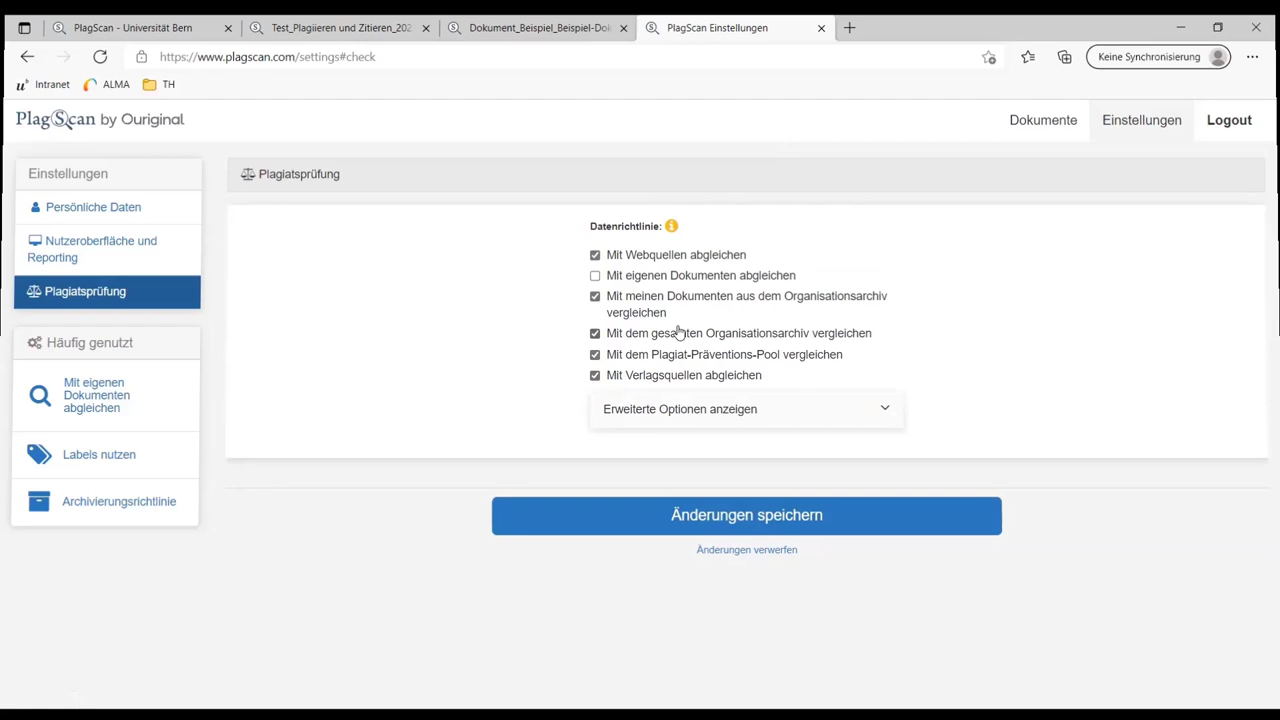 PlagScan - Universität Bern
Test_Plagiieren und Zitieren_202
Dokument_Beispiel_Beispiel-Do
PlagScan Einstellungen
https://www.plagscan.com/settings#check
Keine Synchronisierung
Intranet
ALMA
TH
PlagScan by Ouriginal
Dokumente
Einstellungen
Logout
Einstellungen
Persönliche Daten
Nutzeroberfläche und
Reporting
Plagiatsprüfung
Häufig genutzt
Mit eigenen
Dokumenten
abgleichen
Labels nutzen
Archivierungsrichtlinie
Plagiatsprüfung
Datenrichtlinie:
Mit Webquellen abgleichen
Mit eigenen Dokumenten abgleichen
Mit meinen Dokumenten aus dem Organisationsarchiv
vergleichen
Mit dem gesamten Organisationsarchiv vergleichen
Mit dem Plagiat-Präventions-Pool vergleichen
Mit Verlagsquellen abgleichen
Erweiterte Optionen anzeigen
Änderungen speichern
Änderungen verwerfen